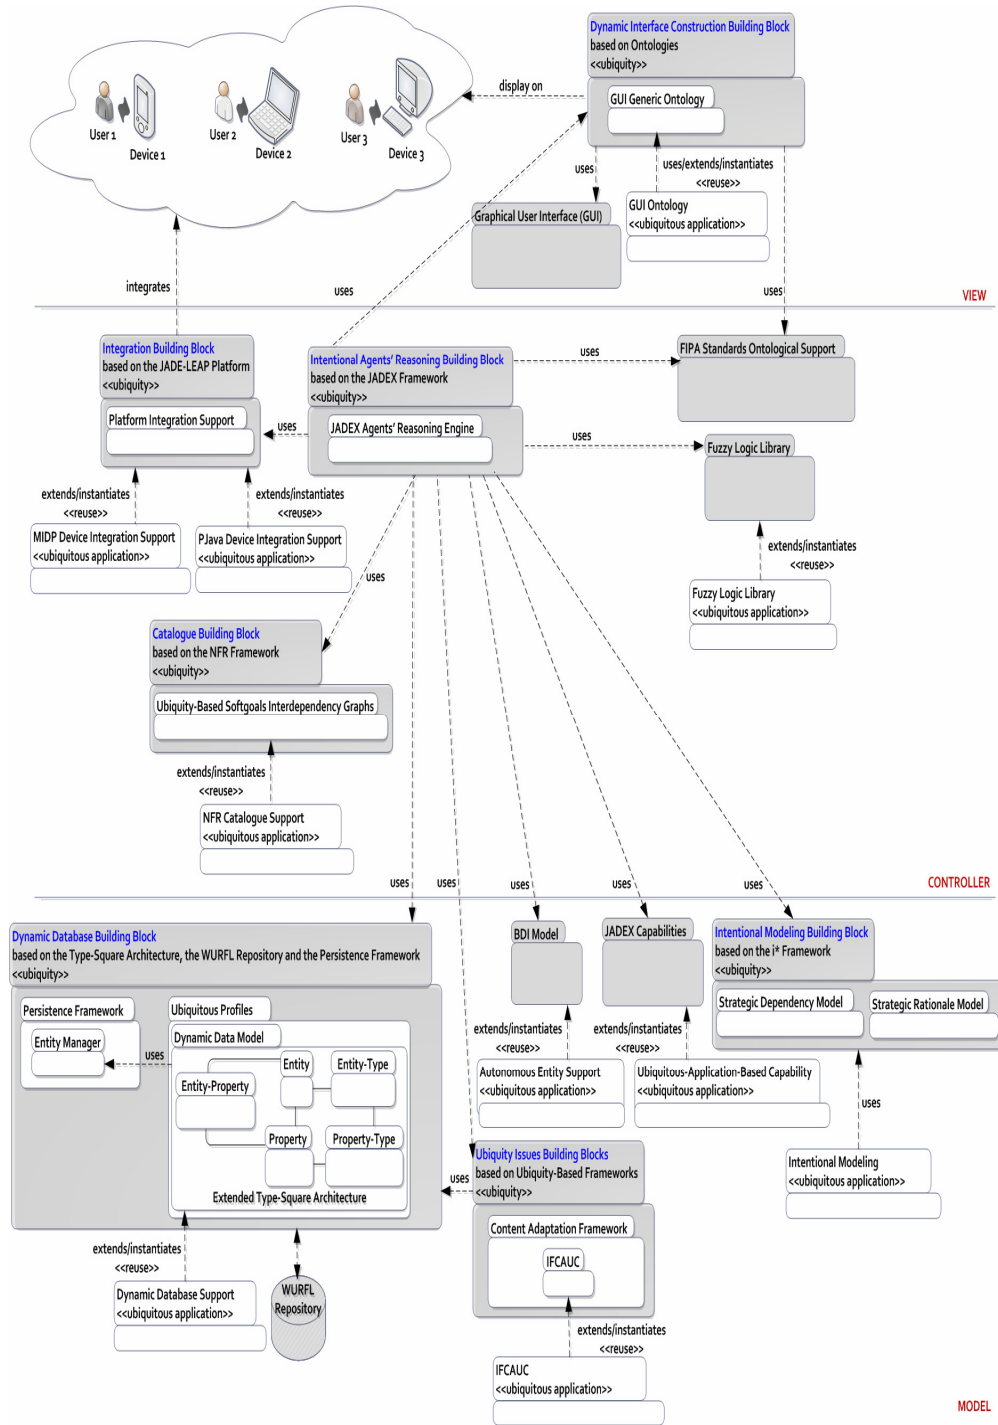 Dynamic Interface Construction Building Block
based on Ontologies
<<ubiquity>>
GUI Generic Ontology
display on
User 1
Device 1
User 2
Device 2
User 3
Device 3
uses
uses/extends/instantiates
<<reuse>>
Graphical User Interface (GUI)
GUI Ontology
<<ubiquitous application>>
integrates
uses
uses
VIEW
Integration Building Block
based on the JADE-LEAP Platform
<<ubiquity>>
Platform Integration Support
Intentional Agents' Reasoning Building Block
based on the JADEX Framework
<<ubiquity>>
JADEX Agents' Reasoning Engine
uses
FIPA Standards Ontological Support
uses
uses
Fuzzy Logic Library
extends/instantiates
<<reuse>>
extends/instantiates
<<reuse>>
MIDP Device Integration Support
<<ubiquitous application>>
PJava Device Integration Support
<<ubiquitous application>>
extends/instantiates
<<reuse>>
Fuzzy Logic Library
<<ubiquitous application>>
uses
Catalogue Building Block
based on the NFR Framework
<<ubiquity>>
Ubiquity-Based Softgoals Interdependency Graphs
extends/instantiates
<<reuse>>
NFR Catalogue Support
<<ubiquitous application>>
uses
uses
uses
uses
uses
CONTROLLER
Dynamic Database Building Block
based on the Type-Square Architecture, the WURFL Repository and the Persistence Framework
<<ubiquity>>
Persistence Framework
Entity Manager
uses
Ubiquitous Profiles
Dynamic Data Model
Entity
Entity-Type
Entity-Property
Property
Property-Type
Extended Type-Square Architecture
BDI Model
JADEX Capabilities
Intentional Modeling Building Block
based on the i* Framework
<<ubiquity>>
Strategic Dependency Model
Strategic Rationale Model
extends/instantiates
<<reuse>>
extends/instantiates
<<reuse>>
Autonomous Entity Support
<<ubiquitous application>>
Ubiquitous-Application-Based Capability
<<ubiquitous application>>
uses
Intentional Modeling
<<ubiquitous application>>
Ubiquity Issues Building Blocks
based on Ubiquity-Based Frameworks
<<ubiquity>>
uses
Content Adaptation Framework
IFCAUC
extends/instantiates
<<reuse>>
Dynamic Database Support
<<ubiquitous application>>
WURFL
Repository
extends/instantiates
<<reuse>>
IFCAUC
<<ubiquitous application>>
MODEL